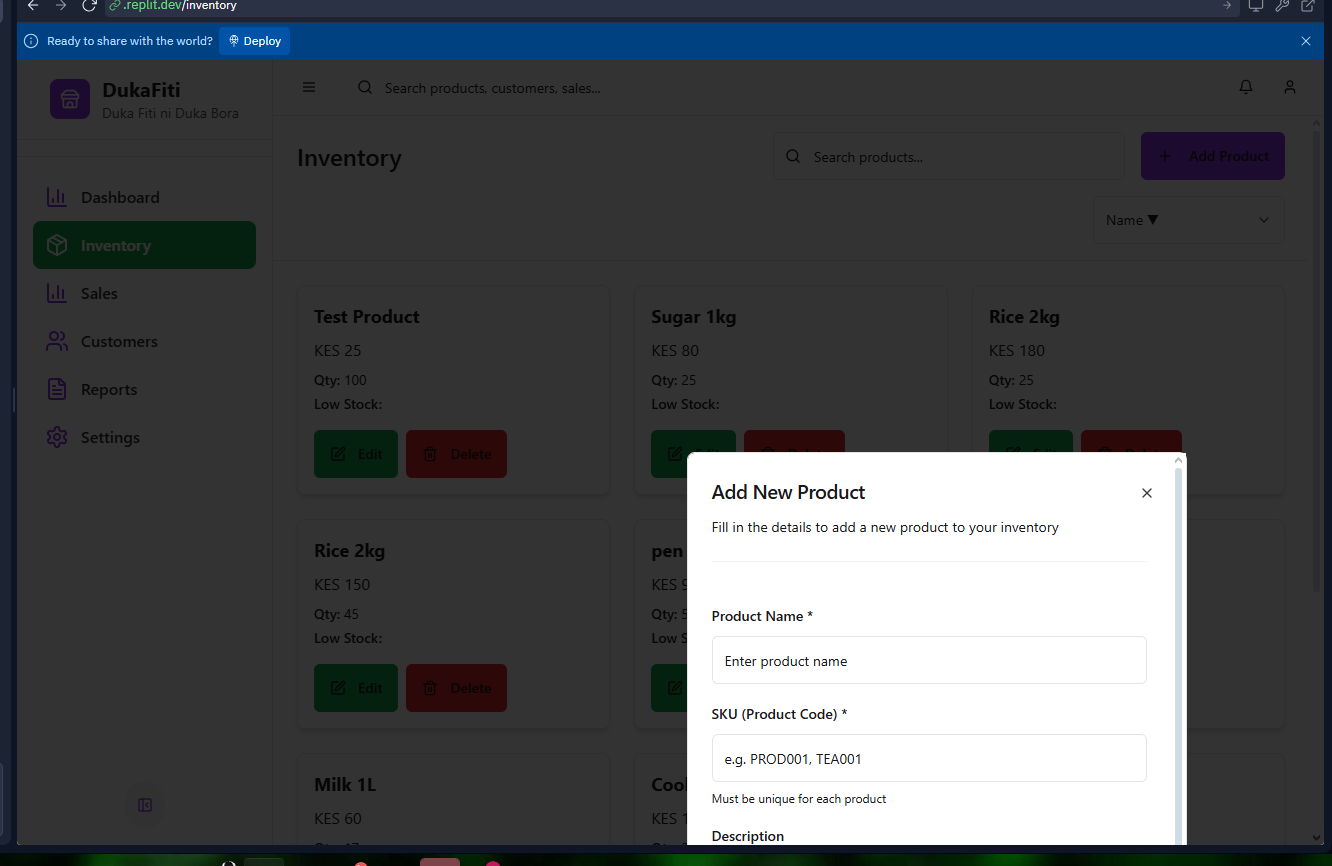 .replit.dev/inventory
Ready to share with the world?
Deploy
DukaFiti
Duka Fiti ni Duka Bora
Search products, customers, sales...
Dashboard
Inventory
Sales
Customers
Reports
Settings
Inventory
Search products...
+ Add Product
Name ▼
Test Product
KES 25
Qty: 100
Low Stock:
Edit
Delete
Sugar 1kg
KES 80
Qty: 25
Low Stock:
Rice 2kg
KES 180
Qty: 25
Low Stock:
Rice 2kg
KES 150
Qty: 45
Low Stock:
Edit
Delete
pen
KES
Qty:
Low
Milk 1L
KES 60
KES 1
Add New Product
Fill in the details to add a new product to your inventory
Product Name *
Enter product name
SKU (Product Code) *
e.g. PROD001, TEA001
Must be unique for each product
Description